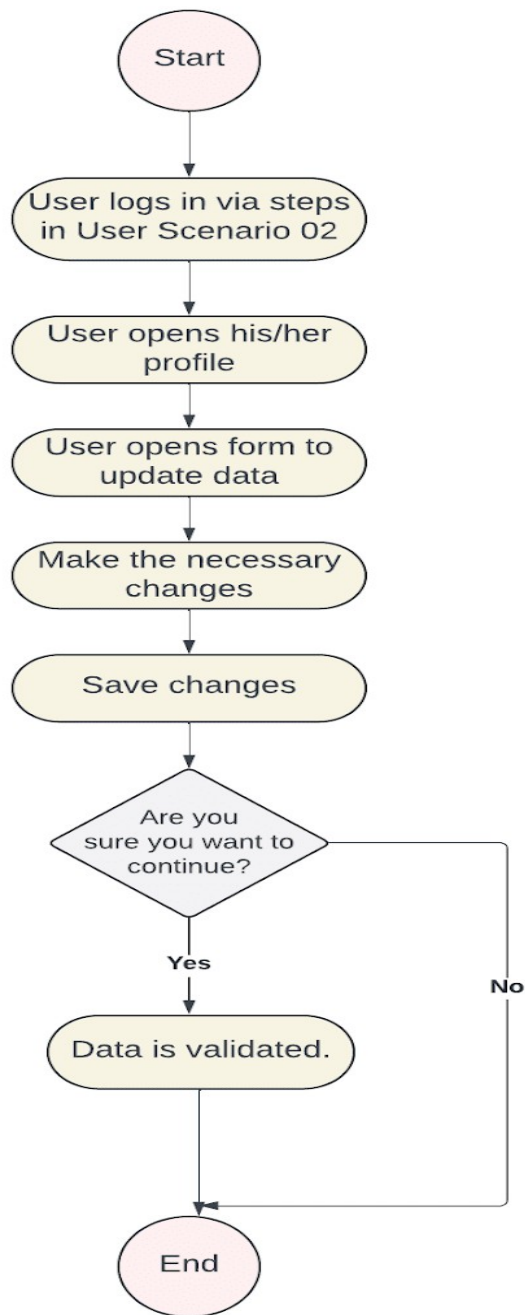 Start
User logs in via steps
in User Scenario 02
User opens his/her
profile
User opens form to
update data
Make the necessary
changes
Save changes
Are you
sure you want to
continue?
Yes
No
Data is validated.
End